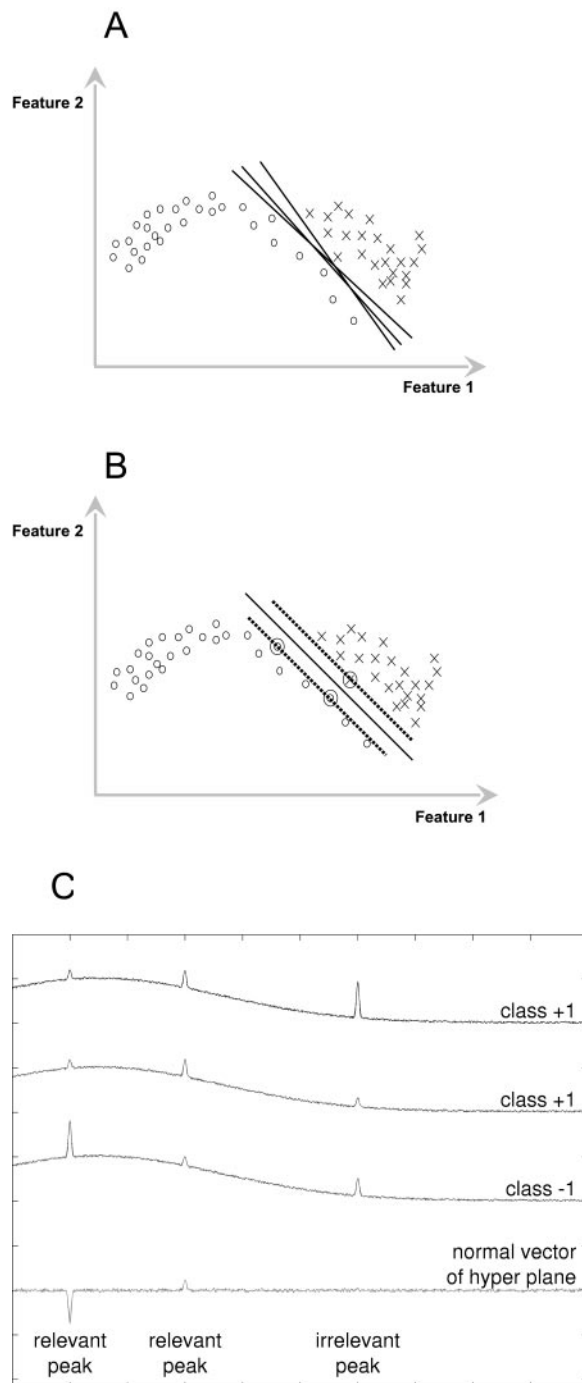 A
Feature 2
Feature 1
B
Feature 2
Feature 1
C
class +1
class +1
class -1
normal vector
of hyper plane
relevant
peak
relevant
peak
irrelevant
peak